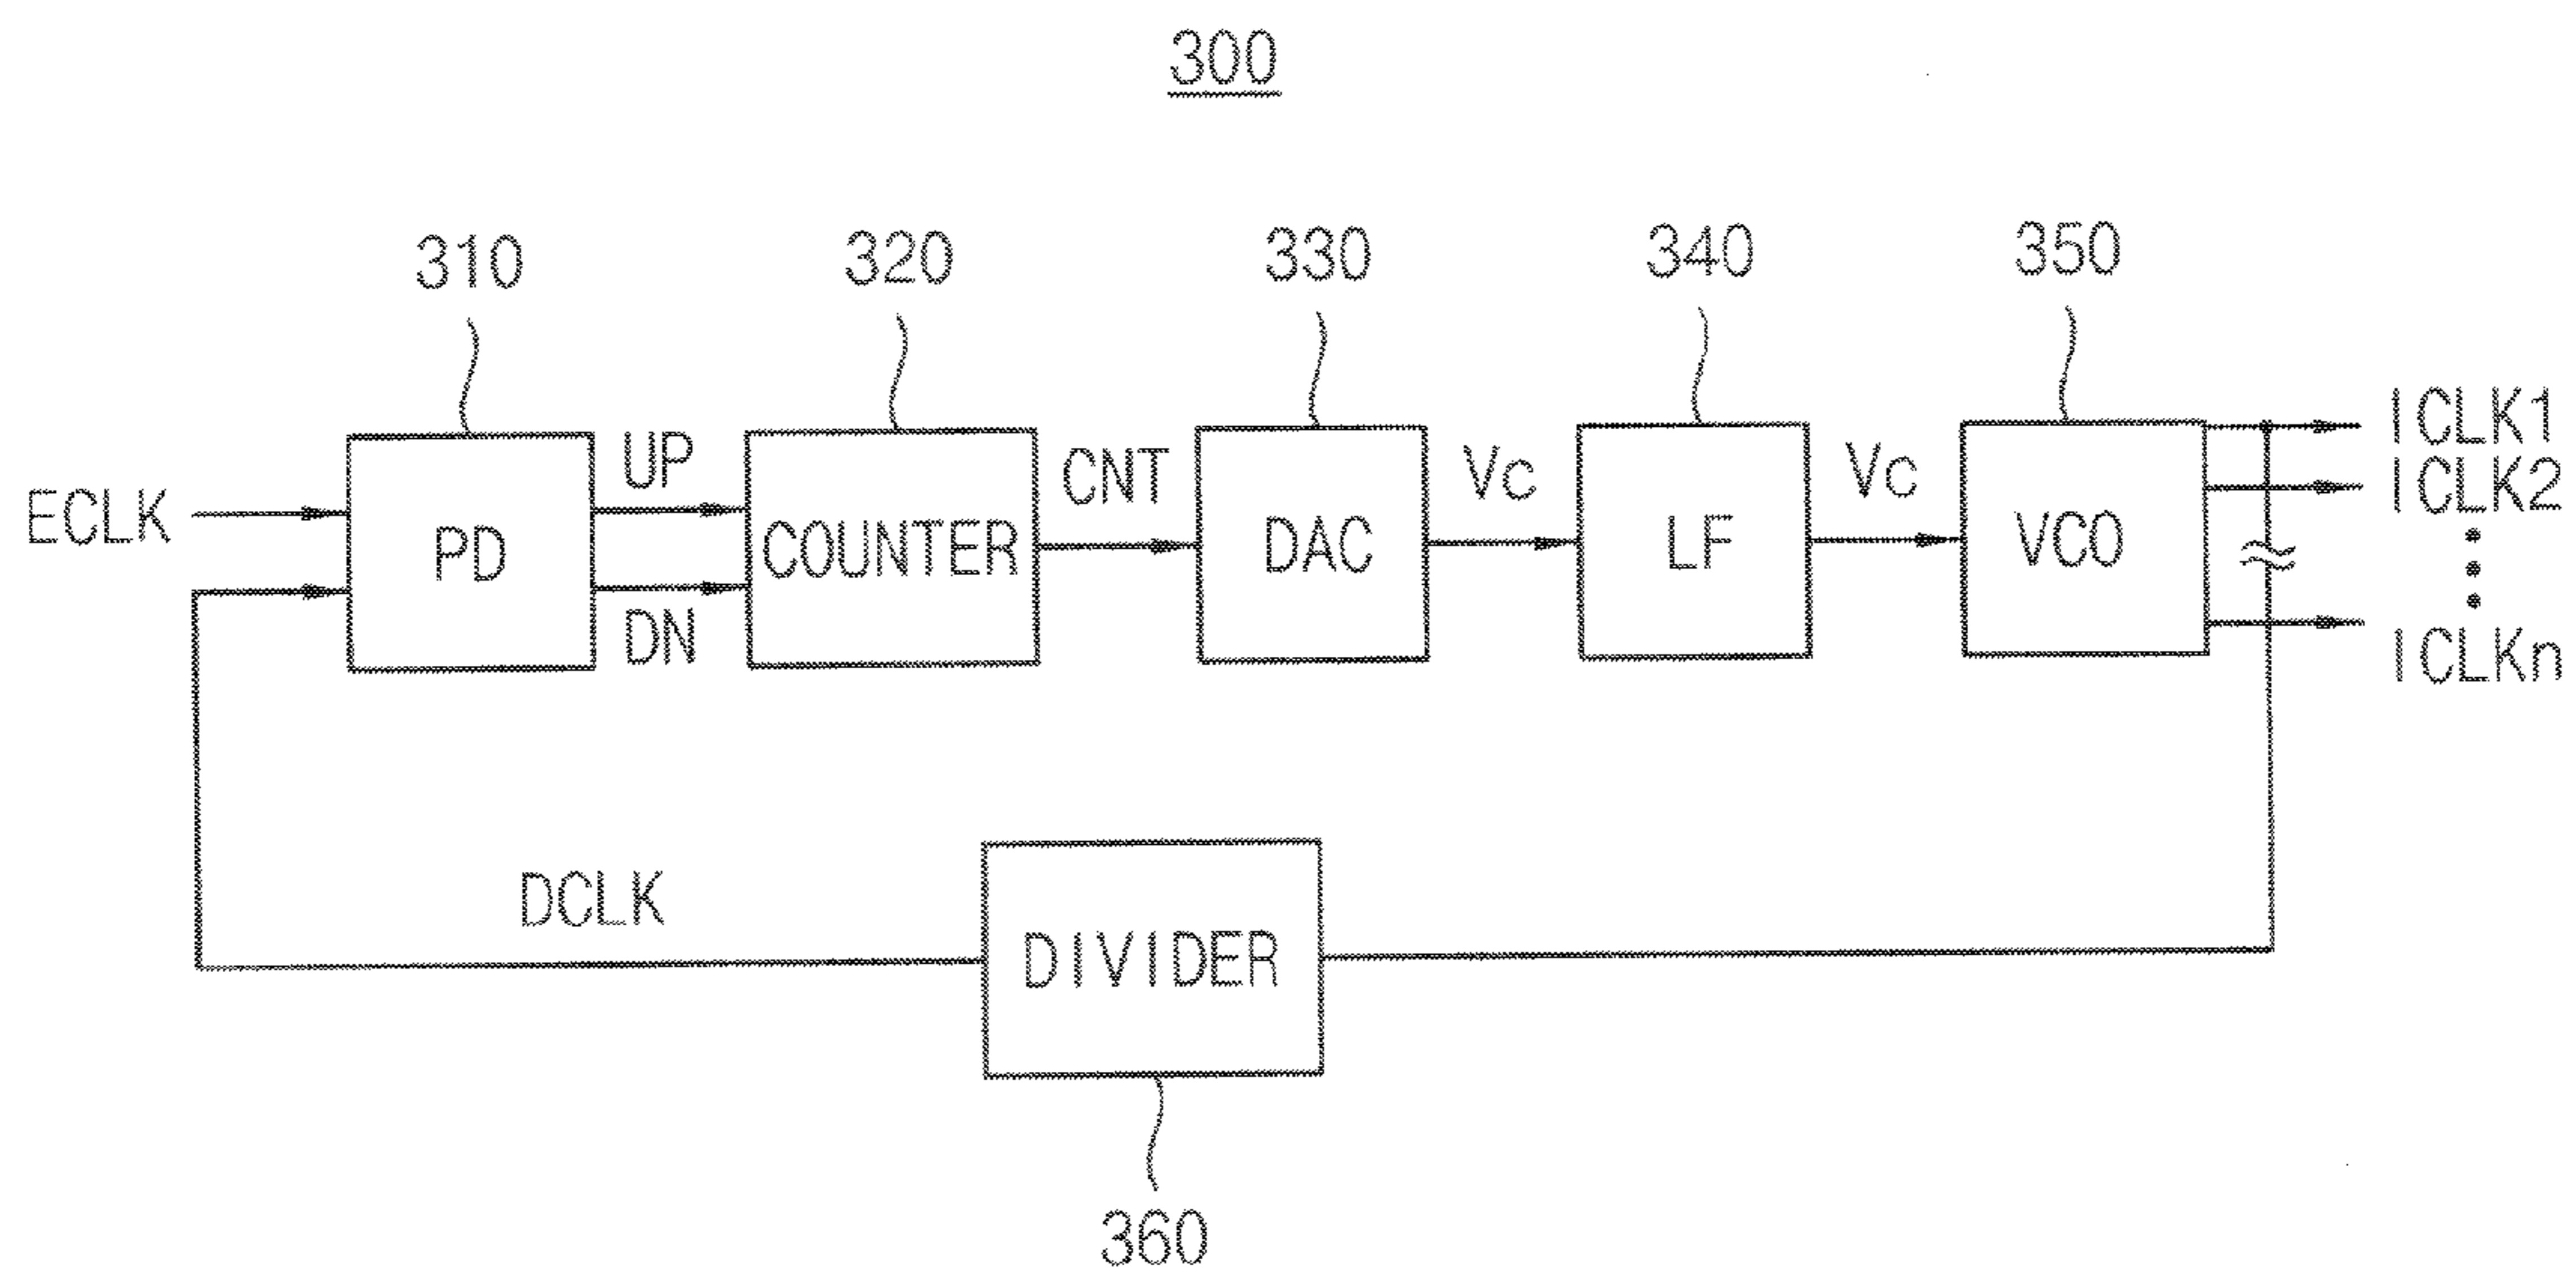 300
310
320
330
340
350
ECLK
PD
UP
DN
COUNTER
CNT
DAC
Vc
LF
Vc
VCO
ICLK1
ICLK2
ICLKn
DCLK
DIVIDER
360